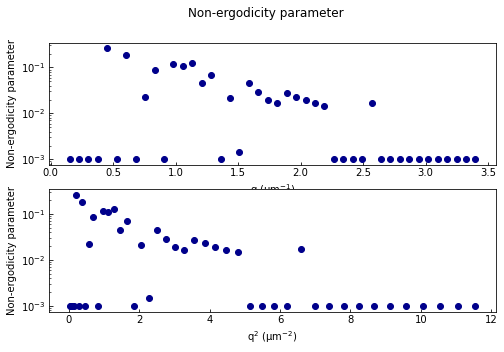 Non-ergodicity parameter
Non-ergodicity parameter
10⁻¹
10⁻²
10⁻³
0.0 0.5 1.0 1.5 2.0 2.5 3.0 3.5
q (μm⁻¹)
Non-ergodicity parameter
10⁻¹
10⁻²
10⁻³
0 2 4 6 8 10 12
q² (μm⁻²)